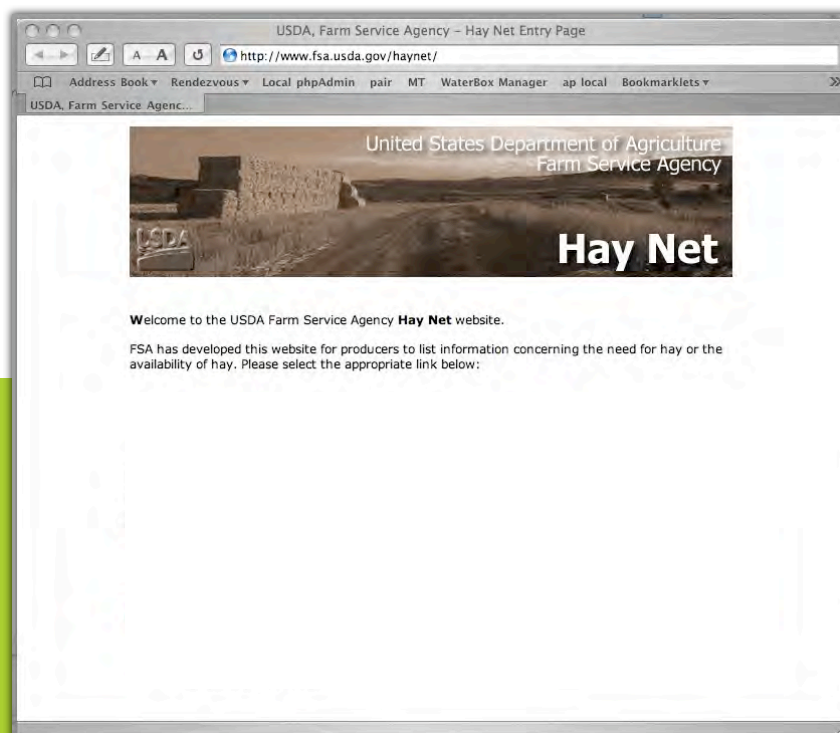 USDA, Farm Service Agency – Hay Net Entry Page
A A http://www.fsa.usda.gov/haynet/
Address Book Rendezvous Local phpAdmin pair MT WaterBox Manager ap local Bookmarklets
USDA, Farm Service Agenc...
United States Department of Agriculture
Farm Service Agency
USDA
Hay Net
Welcome to the USDA Farm Service Agency Hay Net website.
FSA has developed this website for producers to list information concerning the need for hay or the
availability of hay. Please select the appropriate link below: